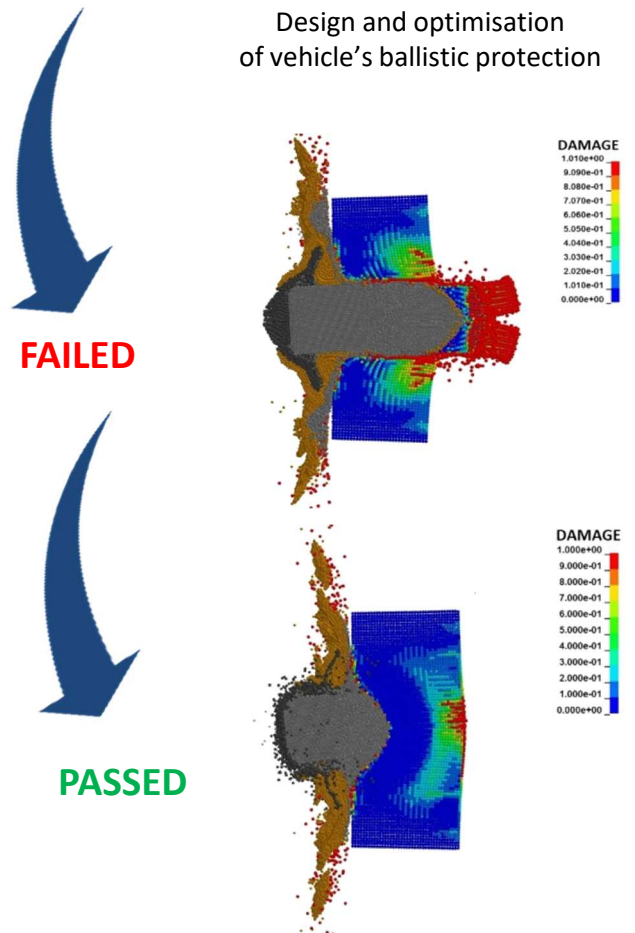 Design and optimisation
of vehicle's ballistic protection
DAMAGE
1.010e+00
9.090e-01
8.080e-01
7.070e-01
6.060e-01
5.050e-01
4.040e-01
3.030e-01
2.020e-01
1.010e-01
0.000e+00
FAILED
DAMAGE
1.000e+00
9.000e-01
8.000e-01
7.000e-01
6.000e-01
5.000e-01
4.000e-01
3.000e-01
2.000e-01
1.000e-01
0.000e+00
PASSED